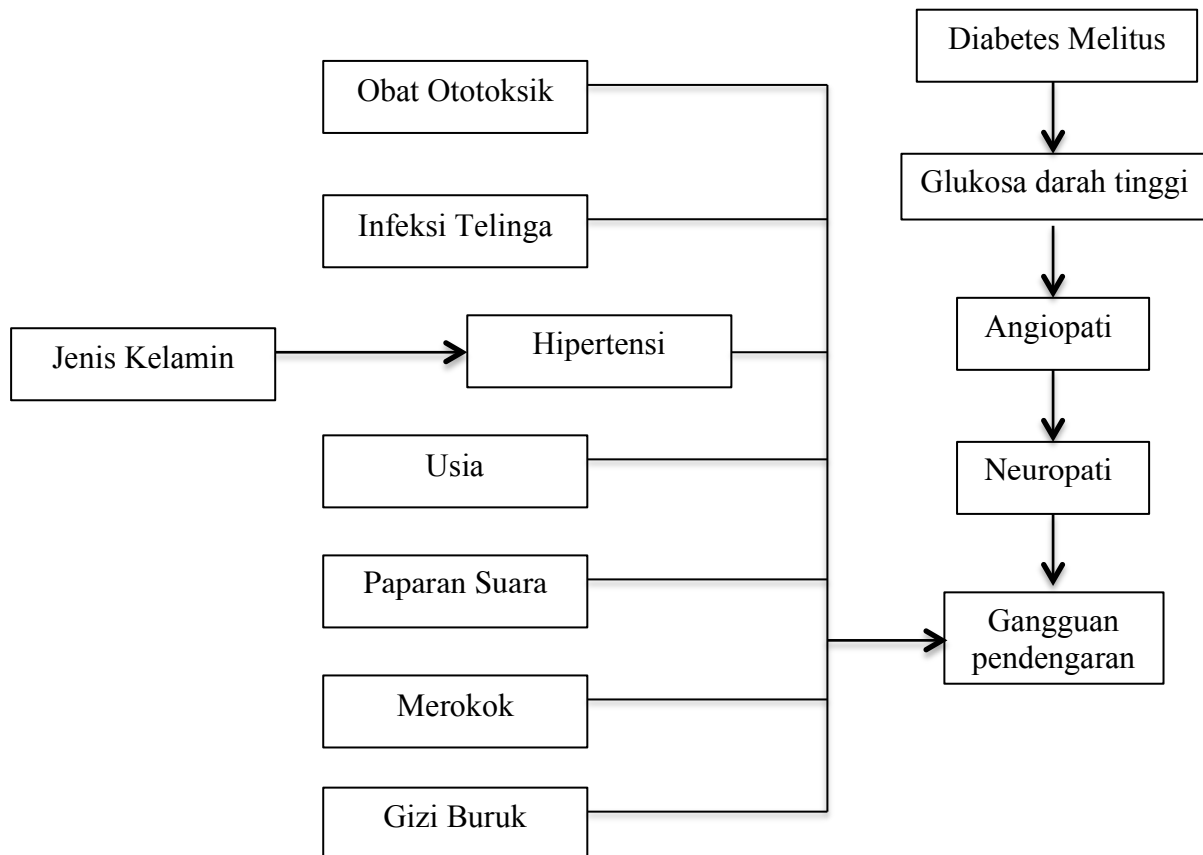 Diabetes Melitus
Obat Ototoksik
Glukosa darah tinggi
Infeksi Telinga
Angiopati
Hipertensi
Jenis Kelamin
Usia
Neuropati
Paparan Suara
Gangguan
pendengaran
Merokok
Gizi Buruk